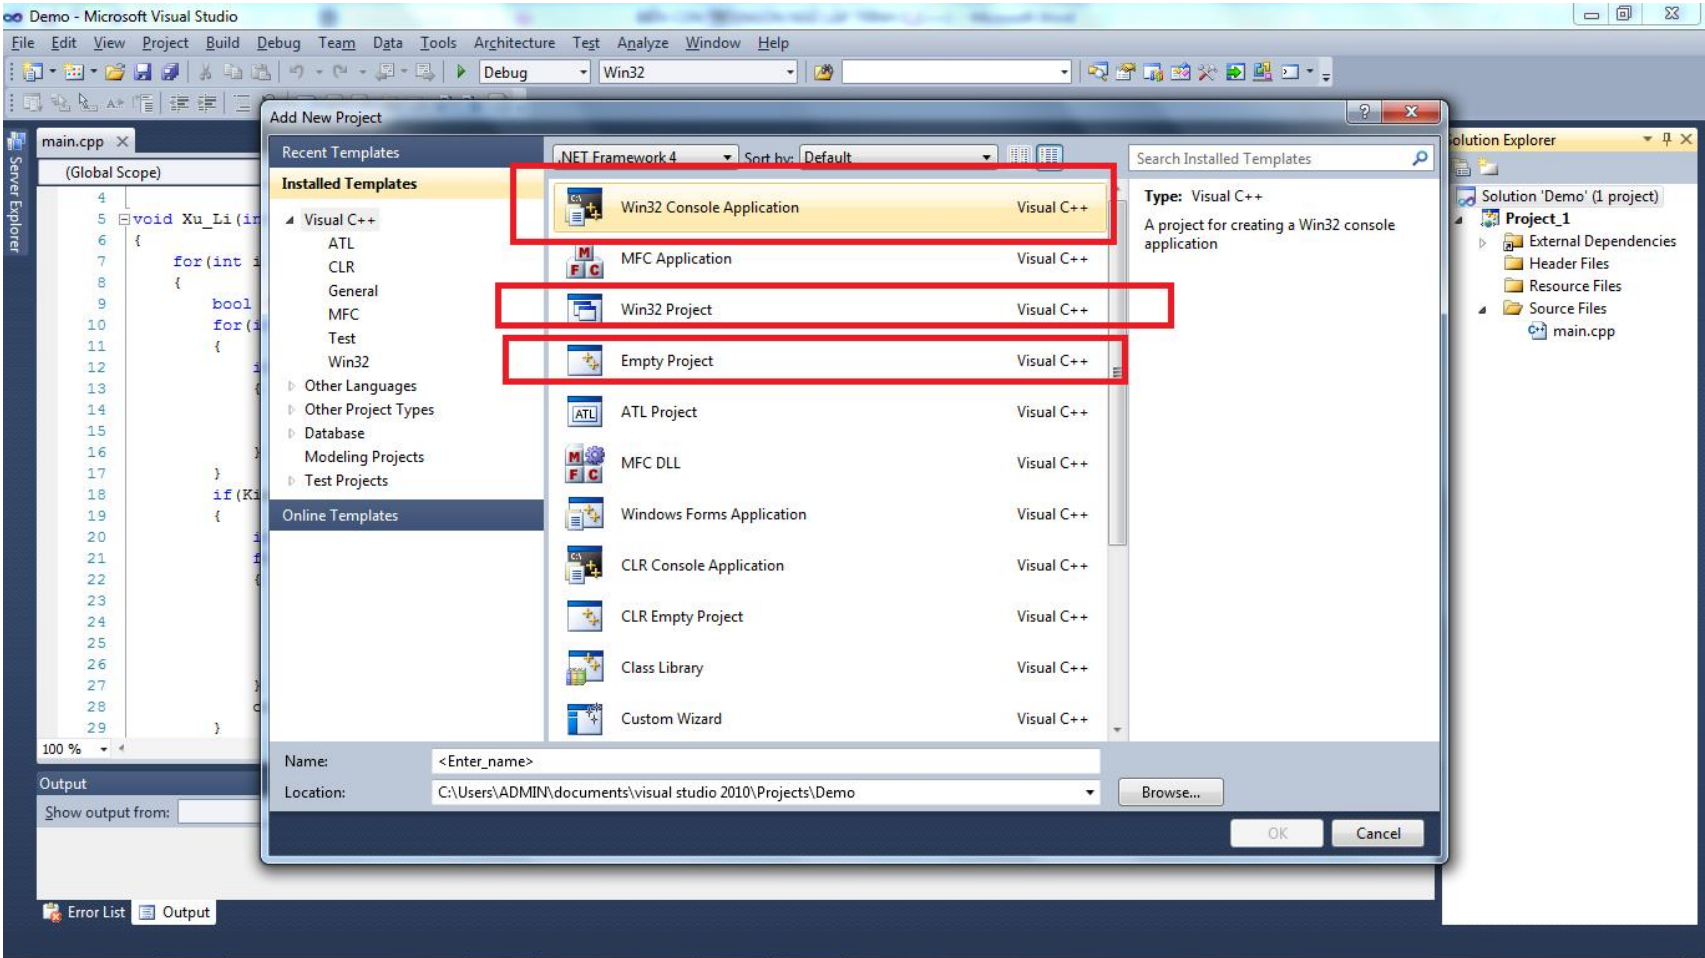 Demo - Microsoft Visual Studio
File Edit View Project Build Debug Team Data Tools Architecture Test Analyze Window Help
Debug Win32
Server Explorer
main.cpp
(Global Scope)
4
5 void Xu_Li(in
6 {
7 for(int i
8 {
9 bool
10 for(i
11 {
12 i
13 {
14
15
16 }
17 }
18 if(Ki
19 {
20 i
21 f
22 {
23
24
25
26
27 }
28 c
29 }
100 %
Output
Show output from:
Error List Output
Add New Project
Recent Templates
Installed Templates
Visual C++
ATL
CLR
General
MFC
Test
Win32
Other Languages
Other Project Types
Database
Modeling Projects
Test Projects
Online Templates
.NET Framework 4 Sort by: Default
Win32 Console Application Visual C++
MFC Application Visual C++
Win32 Project Visual C++
Empty Project Visual C++
ATL Project Visual C++
MFC DLL Visual C++
Windows Forms Application Visual C++
CLR Console Application Visual C++
CLR Empty Project Visual C++
Class Library Visual C++
Custom Wizard Visual C++
Search Installed Templates
Type: Visual C++
A project for creating a Win32 console
application
Name: <Enter_name>
Location: C:\Users\ADMIN\documents\visual studio 2010\Projects\Demo Browse...
OK Cancel
Solution Explorer
Solution 'Demo' (1 project)
Project_1
External Dependencies
Header Files
Resource Files
Source Files
main.cpp